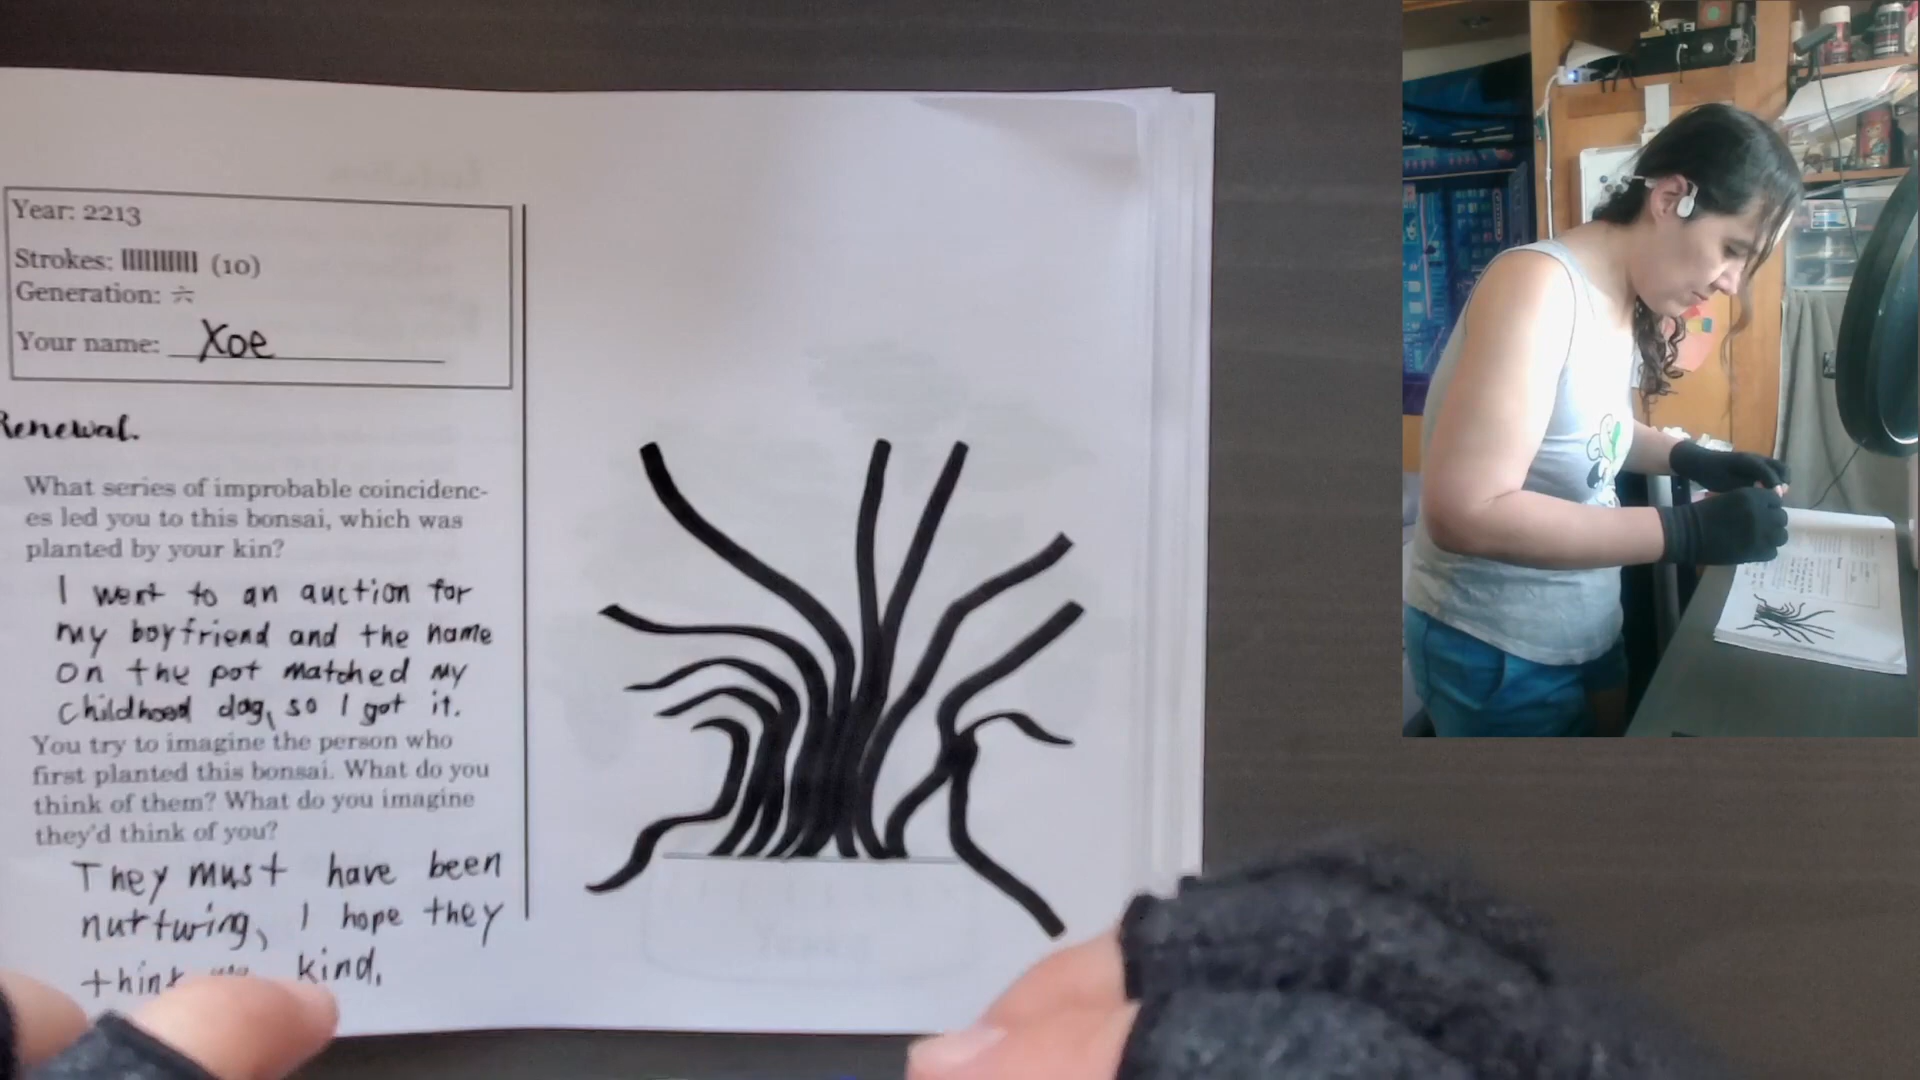 Year: 2213
Strokes: ||||||||||  (10)
Generation: 六
Your name: Xoe
Renewal.
What series of improbable coincidenc-
es led you to this bonsai, which was
planted by your kin?
I went to an auction for
my boyfriend and the name
on the pot matched my
childhood dog, so I got it.
You try to imagine the person who
first planted this bonsai. What do you
think of them? What do you imagine
they'd think of you?
They must have been
nurturing, I hope they
think kind.